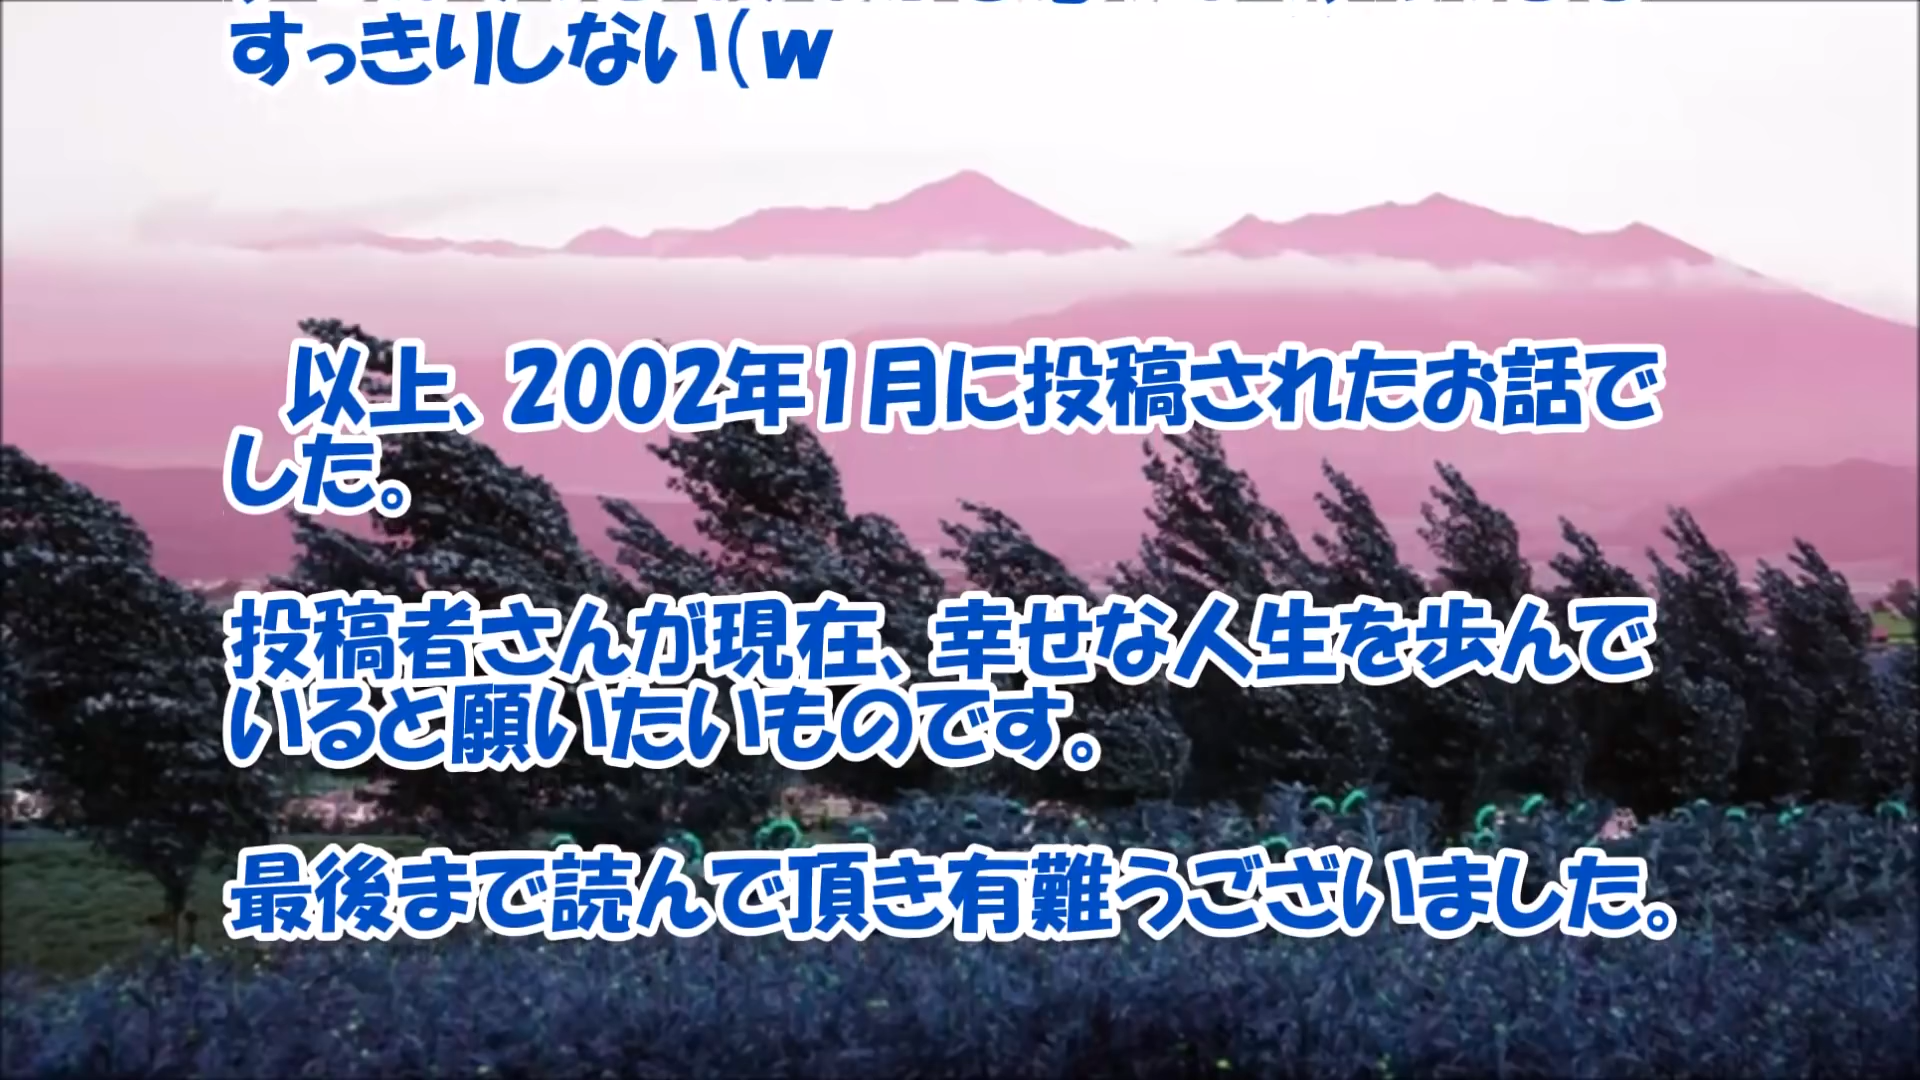 すっきりしない（ｗ
以上、2002年1月に投稿されたお話で
した。
投稿者さんが現在、幸せな人生を歩んで
いると願いたいものです。
最後まで読んで頂き有難うございました。